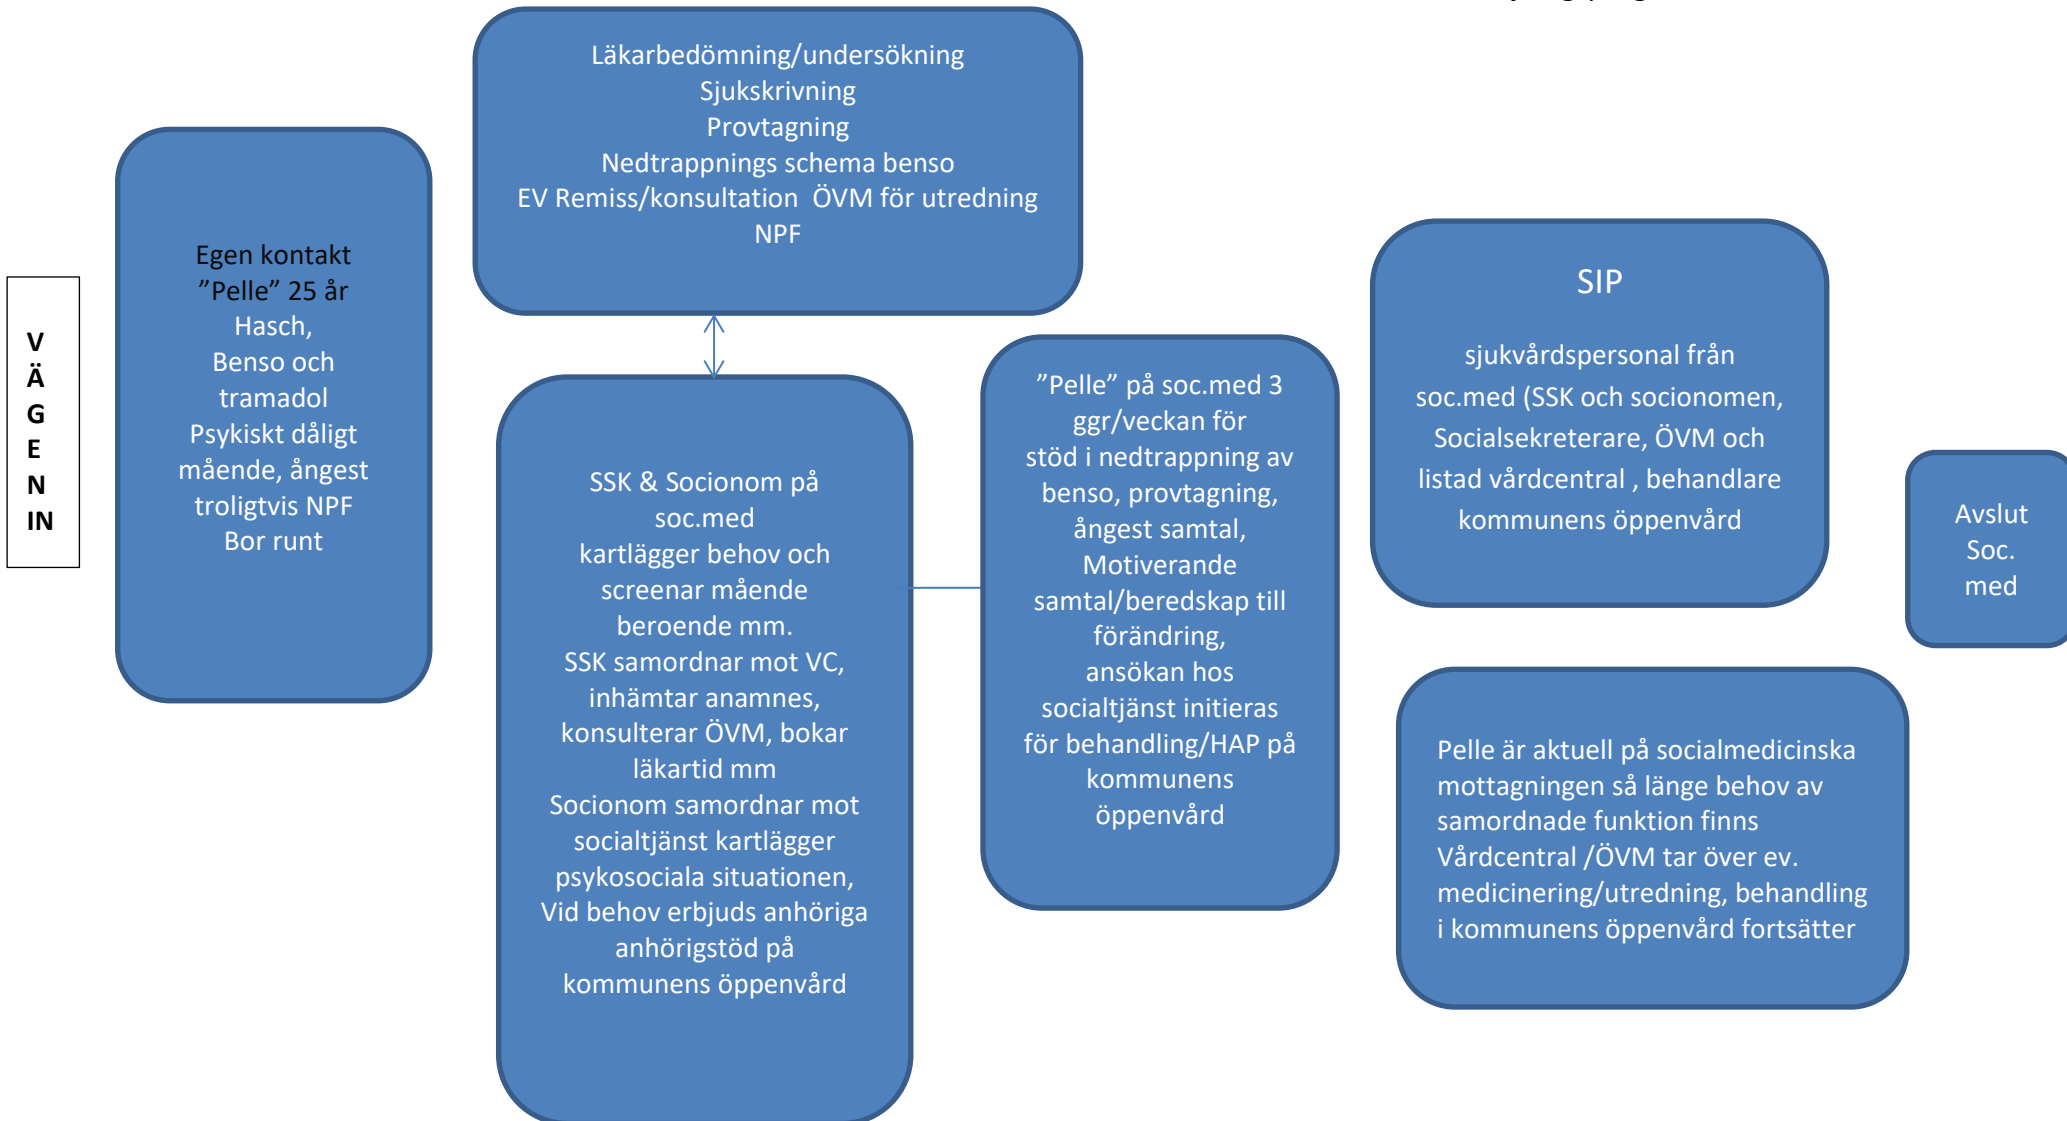 V
Ä
G
E
N
IN
Egen kontakt
”Pelle” 25 år
Hasch,
Benso och
tramadol
Psykiskt dåligt
mående, ångest
troligtvis NPF
Bor runt
Läkarbedömning/undersökning
Sjukskrivning
Provtagning
Nedtrappnings schema benso
EV Remiss/konsultation ÖVM för utredning
NPF
SSK & Socionom på
soc.med
kartlägger behov och
screenar mående
beroende mm.
SSK samordnar mot VC,
inhämtar anamnes,
konsulterar ÖVM, bokar
läkartid mm
Socionom samordnar mot
socialtjänst kartlägger
psykosociala situationen,
Vid behov erbjuds anhöriga
anhörigstöd på
kommunens öppenvård
”Pelle” på soc.med 3
ggr/veckan för
stöd i nedtrappning av
benso, provtagning,
ångest samtal,
Motiverande
samtal/beredskap till
förändring,
ansökan hos
socialtjänst initieras
för behandling/HAP på
kommunens
öppenvård
SIP
sjukvårdspersonal från
soc.med (SSK och socionomen,
Socialsekreterare, ÖVM och
listad vårdcentral , behandlare
kommunens öppenvård
Pelle är aktuell på socialmedicinska
mottagningen så länge behov av
samordnade funktion finns
Vårdcentral /ÖVM tar över ev.
medicinering/utredning, behandling
i kommunens öppenvård fortsätter
Avslut
Soc.
med